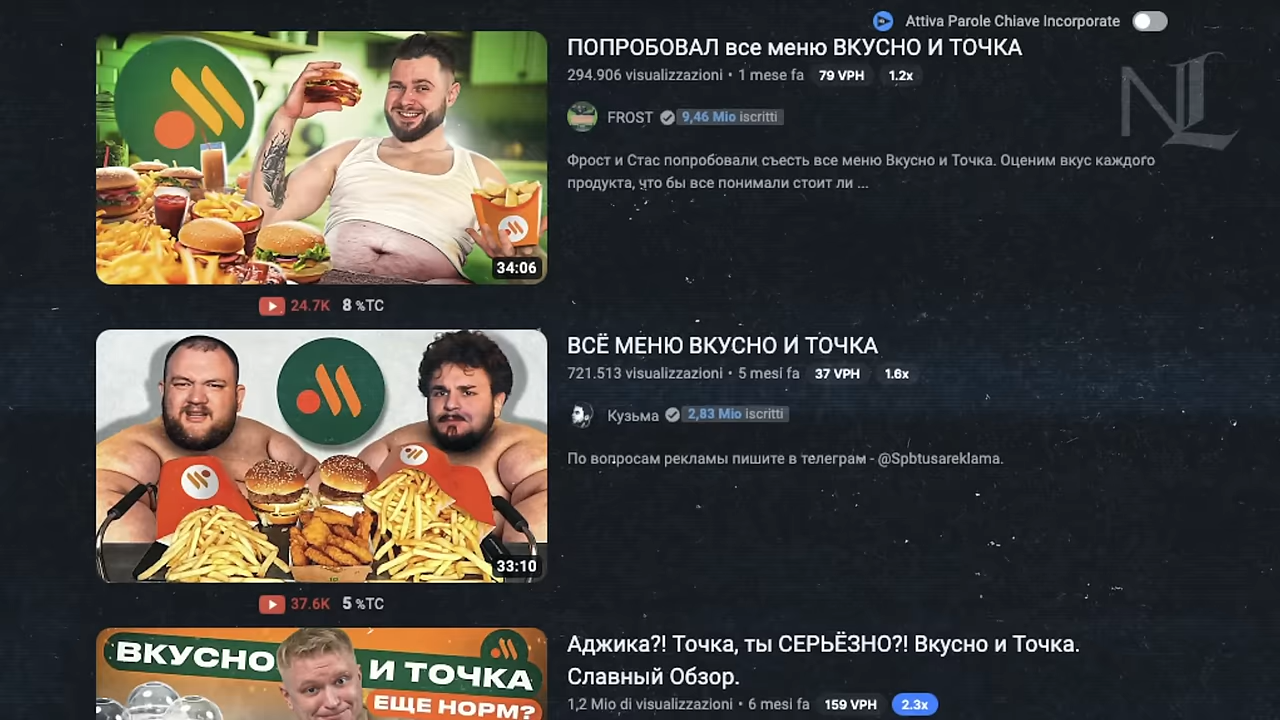 Attiva Parole Chiave Incorporate
ПОПРОБОВАЛ все меню ВКУСНО И ТОЧКА
294.906 visualizzazioni • 1 mese fa 79 VPH 1.2x
NL
FROST 9,46 Mio iscritti
Фрост и Стас попробовали съесть все меню Вкусно и Точка. Оценим вкус каждого
продукта, что бы все понимали стоит ли ...
34:06
24.7K 8 %TC
ВСЁ МЕНЮ ВКУСНО И ТОЧКА
721.513 visualizzazioni • 5 mesi fa 37 VPH 1.6x
Кузьма 2,83 Mio iscritti
По вопросам рекламы пишите в телеграм - @Spbtusareklama.
33:10
37.6K 5 %TC
ВКУСНО И ТОЧКА
ЕЩЕ НОРМ?
Аджика?! Точка, ты СЕРЬЁЗНО?! Вкусно и Точка.
Славный Обзор.
1,2 Mio di visualizzazioni • 6 mesi fa 159 VPH 2.3x